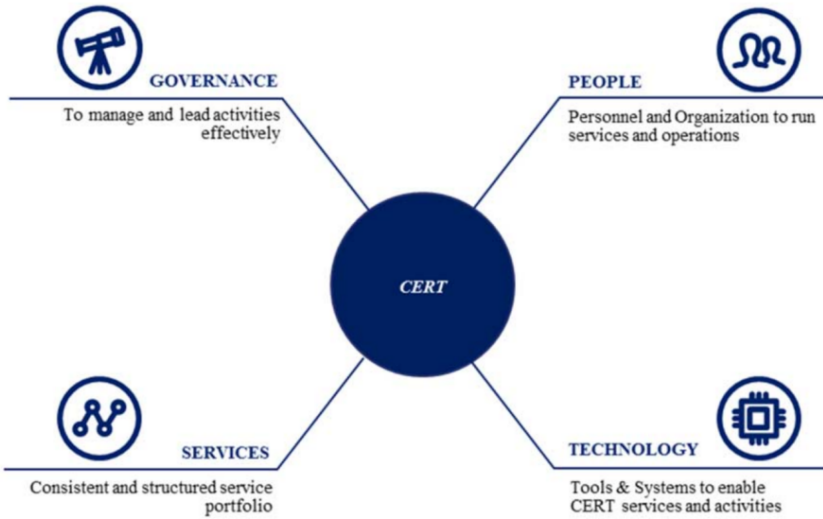 GOVERNANCE
To manage and lead activities
effectively
PEOPLE
Personnel and Organization to run
services and operations
CERT
SERVICES
Consistent and structured service
portfolio
TECHNOLOGY
Tools & Systems to enable
CERT services and activities